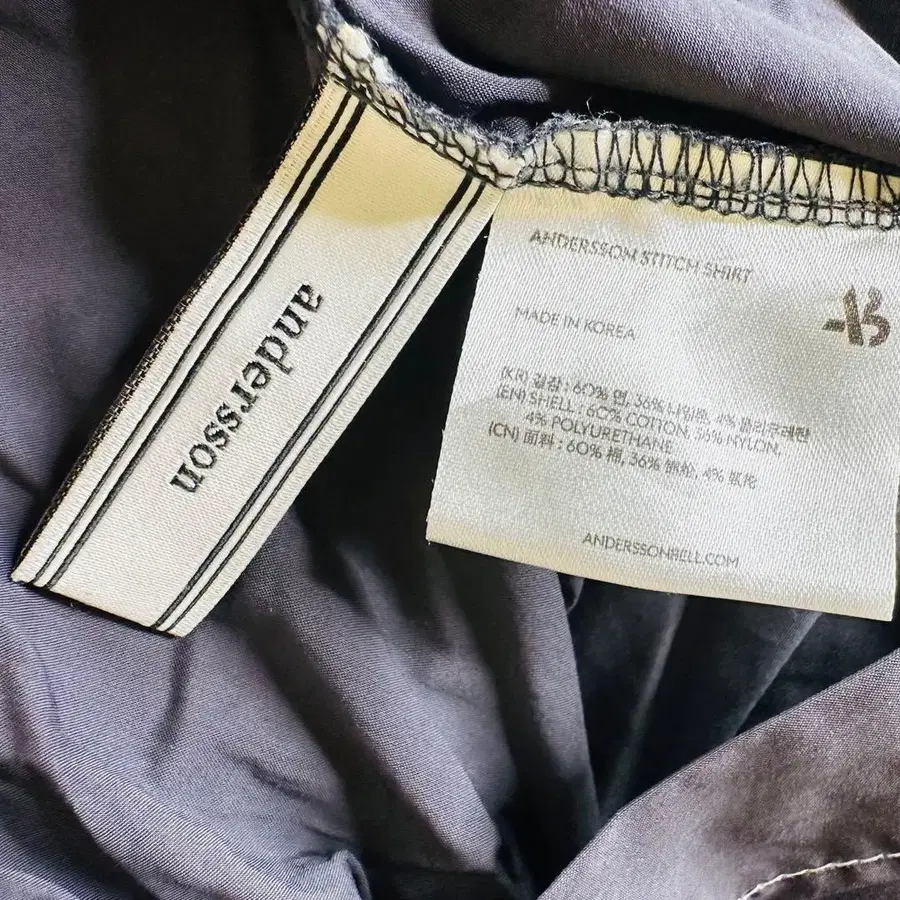 andersson
ANDERSSON STITCH SHIRT
MADE IN KOREA
(KR) 겉감 : 60% 면, 36% 나일론, 4% 폴리우레탄
(EN) SHELL : 60% COTTON, 36% NYLON,
4% POLYURETHANE
(CN) 面料 : 60% 棉, 36% 锦纶, 4% 氨纶
ANDERSSONBELL.COM